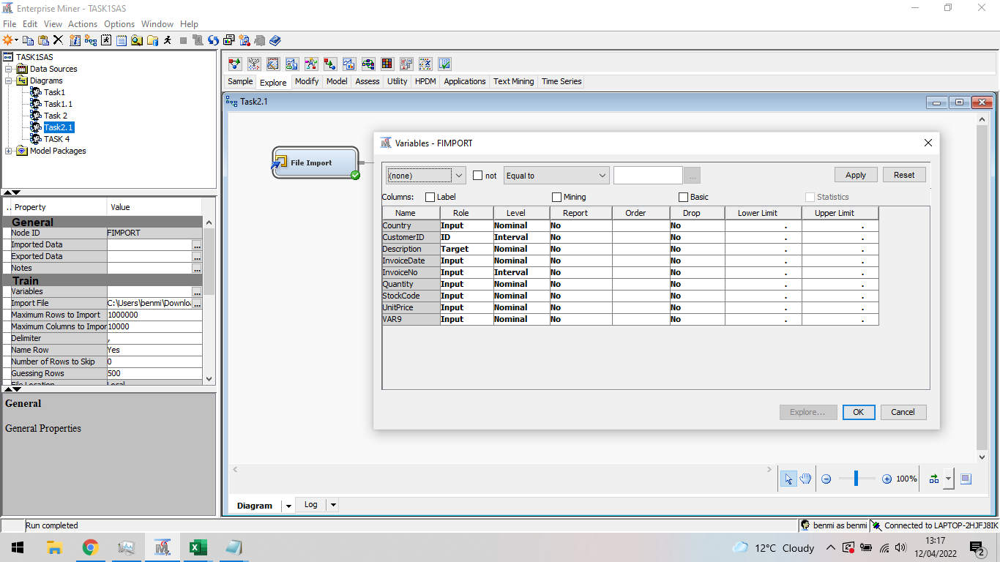 Enterprise Miner - TASK1SAS
File Edit View Actions Options Window Help
TASK1SAS
Data Sources
Diagrams
Task1
Task1.1
Task 2
Task2.1
TASK 4
Model Packages
Sample Explore Modify Model Assess Utility HPDM Applications Text Mining Time Series
Task2.1
File Import
.. Property Value
General
Node ID FIMPORT
Imported Data ...
Exported Data ...
Notes ...
Train
Variables ...
Import File C:\Users\benmi\Downloa ...
Maximum Rows to Import 1000000
Maximum Columns to Impor 10000
Delimiter ,
Name Row Yes
Number of Rows to Skip 0
Guessing Rows 500
File Location Local
General
General Properties
Variables - FIMPORT
(none) not Equal to ... Apply Reset
Columns: Label Mining Basic Statistics
Name Role Level Report Order Drop Lower Limit Upper Limit
Country Input Nominal No No . .
CustomerID ID Interval No No . .
Description Target Nominal No No . .
InvoiceDate Input Nominal No No . .
InvoiceNo Input Interval No No . .
Quantity Input Nominal No No . .
StockCode Input Nominal No No . .
UnitPrice Input Nominal No No . .
VAR9 Input Nominal No No . .
Explore... OK Cancel
100%
Diagram Log
Run completed
benmi as benmi Connected to LAPTOP-2HJFJ8IK
12°C Cloudy
13:17
12/04/2022
2